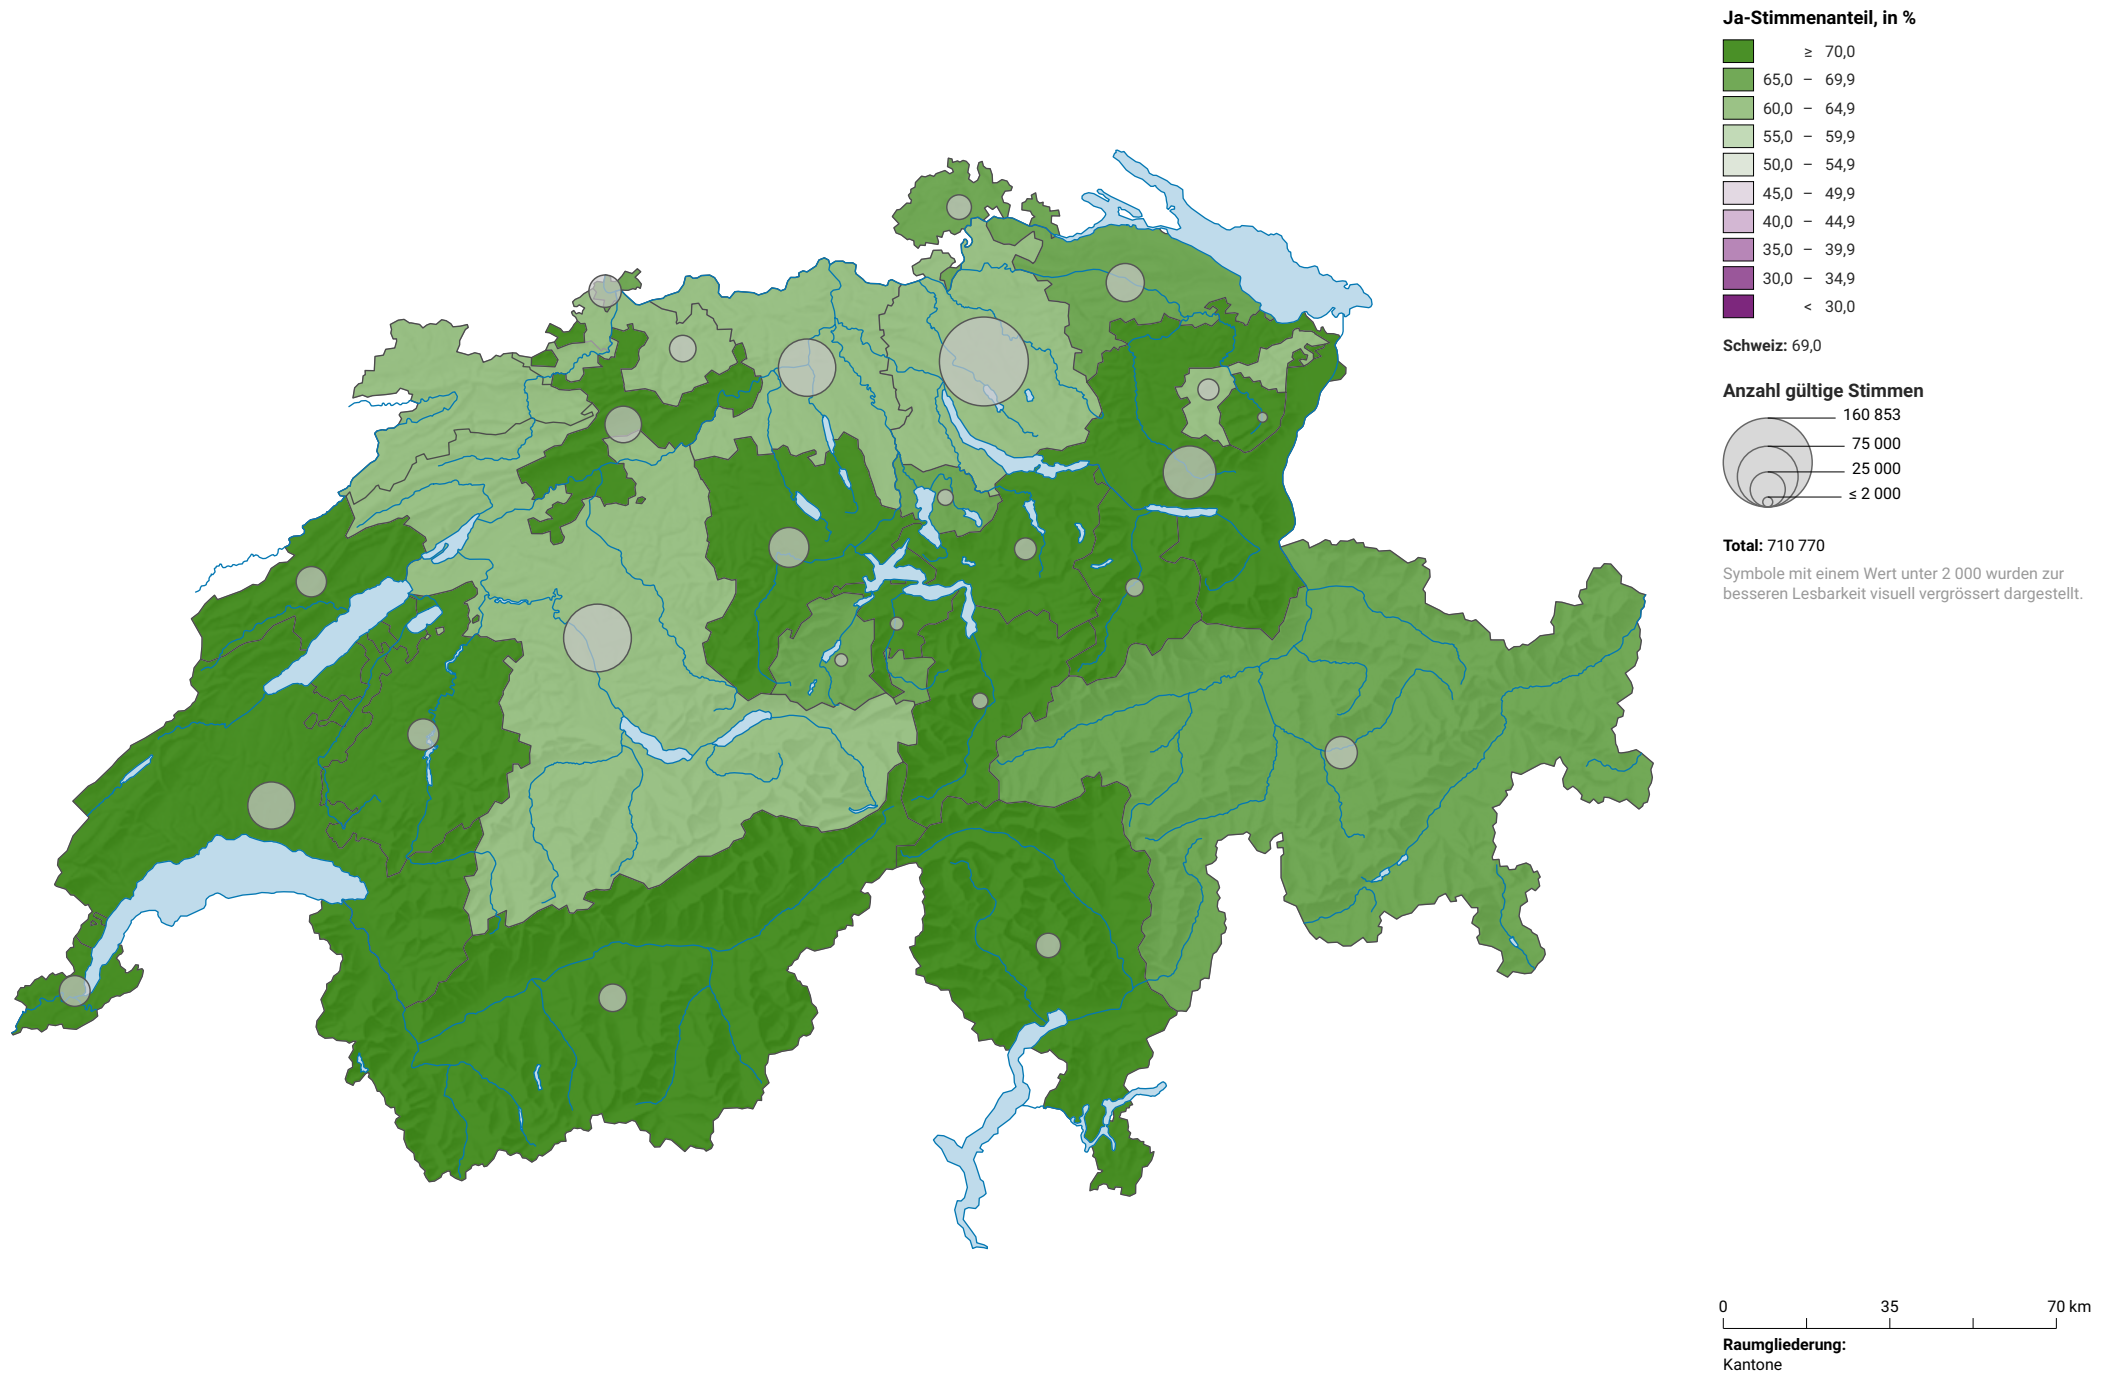 Ja-Stimmenanteil, in %
≥ 70,0
65,0 – 69,9
60,0 – 64,9
55,0 – 59,9
50,0 – 54,9
45,0 – 49,9
40,0 – 44,9
35,0 – 39,9
30,0 – 34,9
< 30,0
Schweiz: 69,0
Anzahl gültige Stimmen
160 853
75 000
25 000
≤ 2 000
Total: 710 770
Symbole mit einem Wert unter 2 000 wurden zur
besseren Lesbarkeit visuell vergrössert dargestellt.
0 35 70 km
Raumgliederung:
Kantone